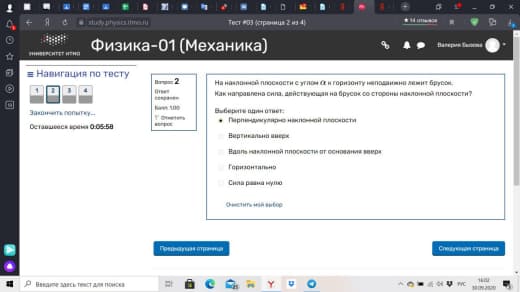 study.physics.itmo.ru
Тест #03 (страница 2 из 4)
★ 14 отзывов
УНИВЕРСИТЕТ ИТМО
Физика-01 (Механика)
Валерия Бызова
Навигация по тесту
1 2 3 4
Закончить попытку...
Оставшееся время 0:05:58
Вопрос 2
Ответ сохранен
Балл: 1,00
Отметить вопрос
На наклонной плоскости с углом α к горизонту неподвижно лежит брусок.
Как направлена сила, действующая на брусок со стороны наклонной плоскости?
Выберите один ответ:
Перпендикулярно наклонной плоскости
Вертикально вверх
Вдоль наклонной плоскости от основания вверх
Горизонтально
Сила равна нулю
Очистить мой выбор
Предыдущая страница
Следующая страница
Введите здесь текст для поиска
РУС
14:02
30.09.2020